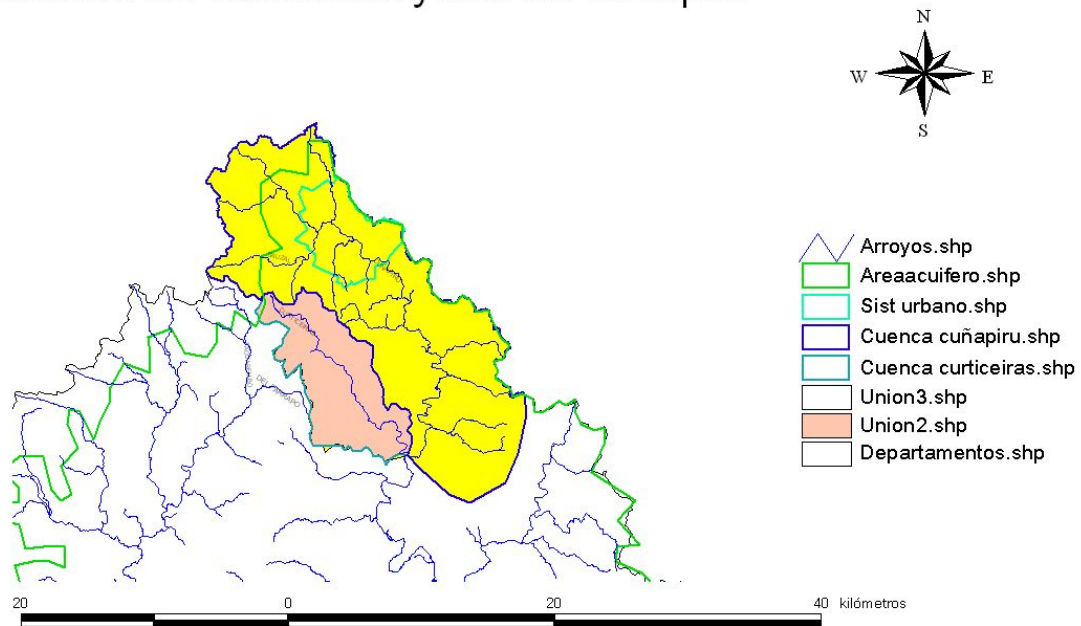 N
W E
S
Arroyos.shp
Areaacuifero.shp
Sist urbano.shp
Cuenca cuñapiru.shp
Cuenca curticeiras.shp
Union3.shp
Union2.shp
Departamentos.shp
20 0 20 40 kilómetros